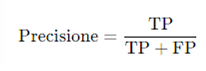 Precisione = TP / (TP + FP)